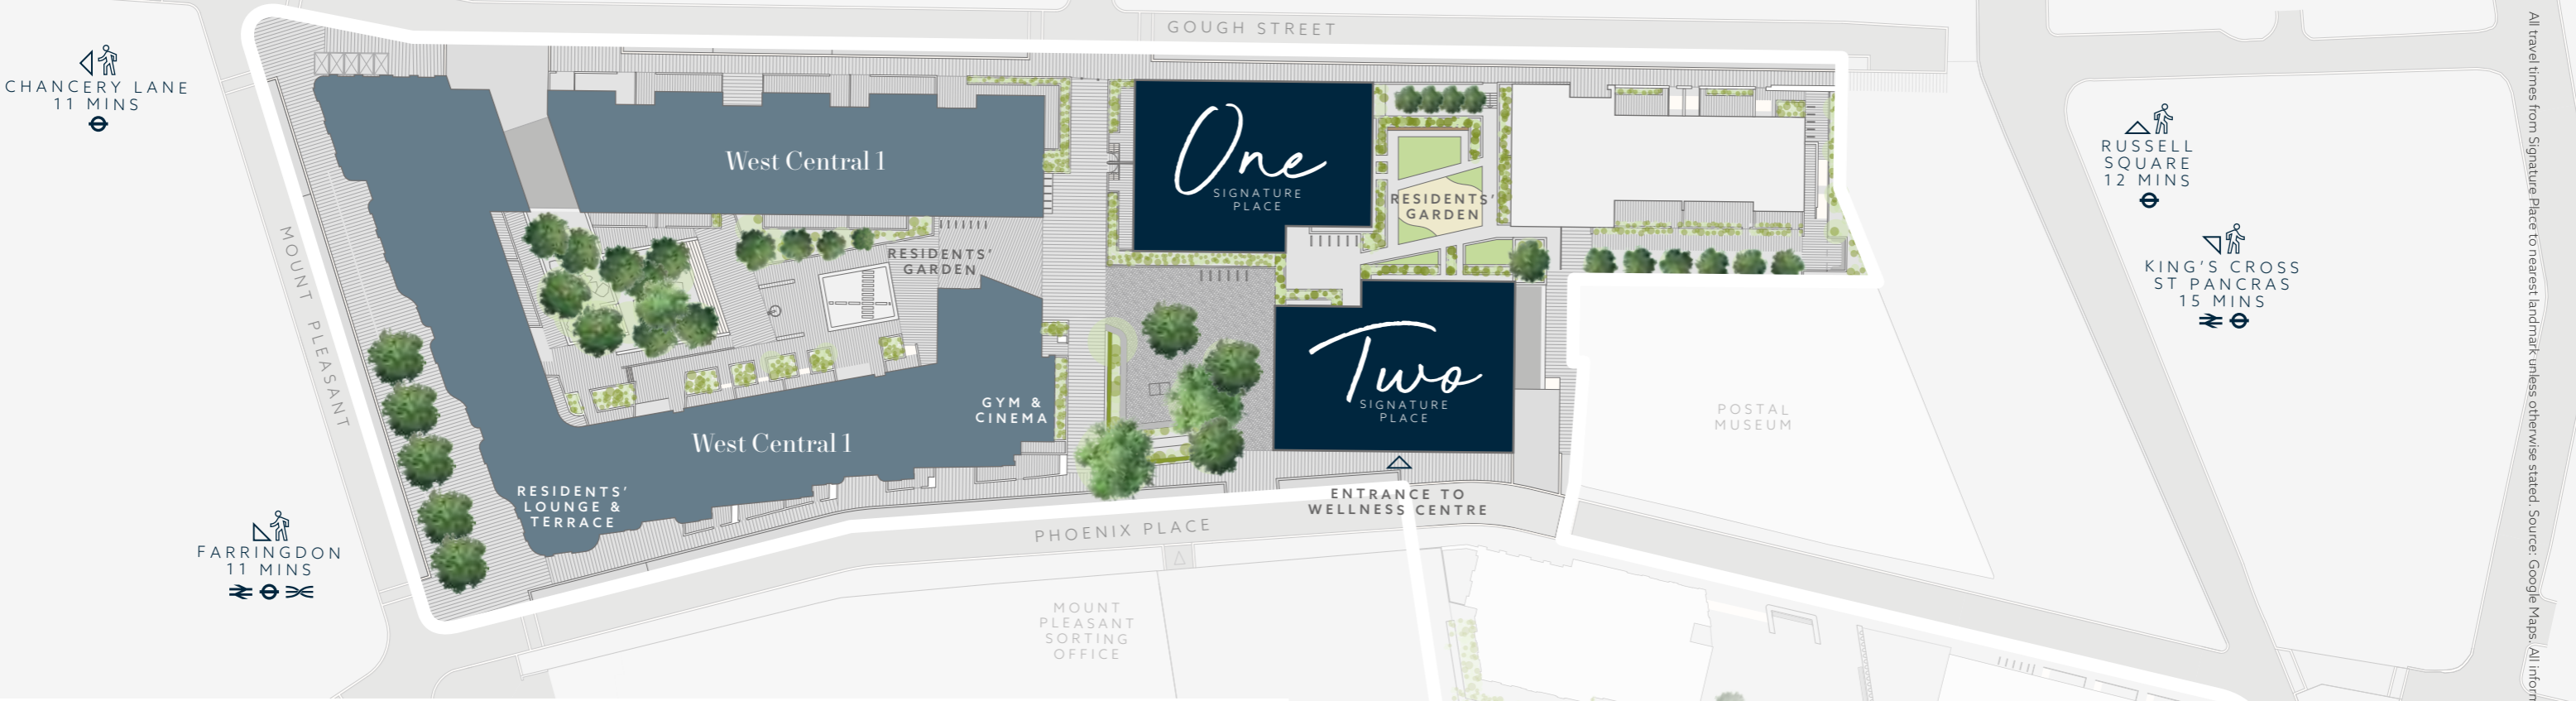 GOUGH STREET
CHANCERY LANE
11 MINS
West Central 1
One
SIGNATURE
PLACE
RESIDENTS'
GARDEN
RUSSELL
SQUARE
12 MINS
KING'S CROSS
ST PANCRAS
15 MINS
MOUNT PLEASANT
RESIDENTS'
GARDEN
GYM &
CINEMA
Two
SIGNATURE
PLACE
POSTAL
MUSEUM
West Central 1
RESIDENTS'
LOUNGE &
TERRACE
ENTRANCE TO
WELLNESS CENTRE
PHOENIX PLACE
FARRINGDON
11 MINS
MOUNT
PLEASANT
SORTING
OFFICE
All travel times from Signature Place to nearest landmark unless otherwise stated. Source: Google Maps. All